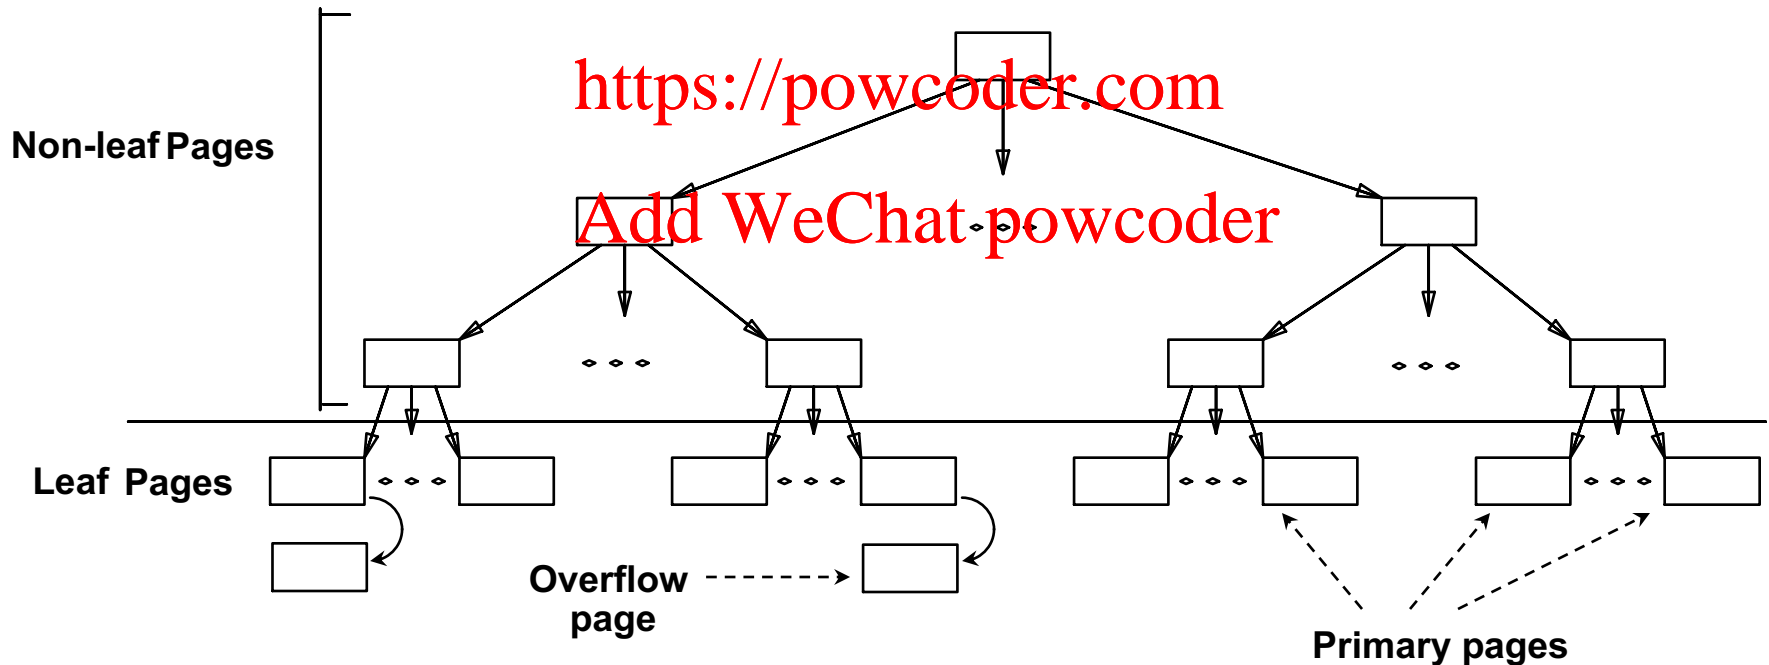 https://powcoder.com
Non-leaf Pages
Add WeChat powcoder
Leaf Pages
Overflow
page
Primary pages